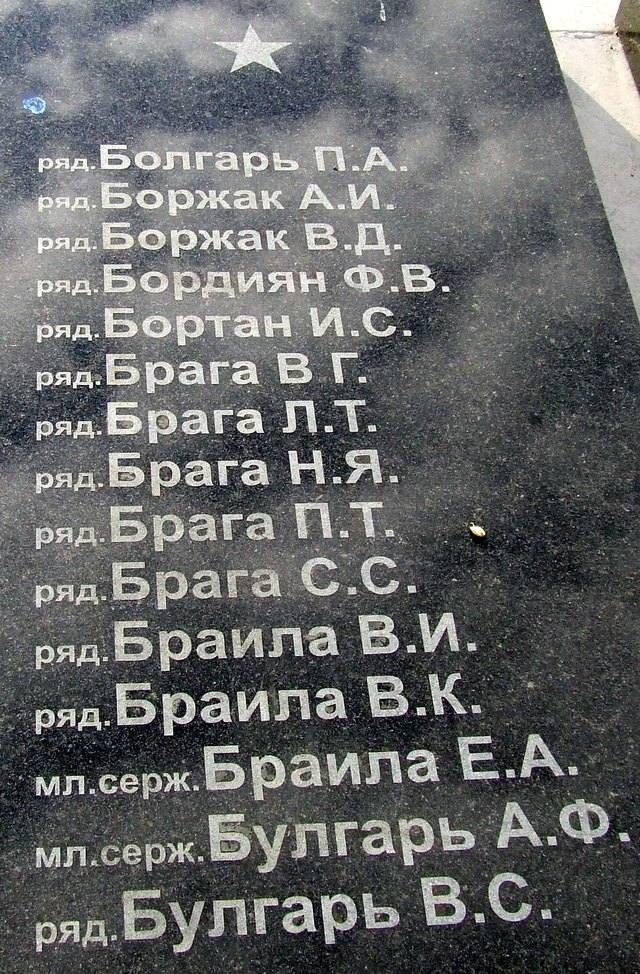 ряд.Болгарь П.А.
ряд.Боржак А.И.
ряд.Боржак В.Д.
ряд.Бордиян Ф.В.
ряд.Бортан И.С.
ряд.Брага В Г.
ряд.Брага Л.Т.
ряд.Брага Н.Я.
ряд.Брага П.Т.
ряд.Брага С.С.
ряд.Браила В.И.
ряд.Браила В.К.
мл.серж.Браила Е.А.
мл.серж.Булгарь А.Ф.
ряд.Булгарь В.С.